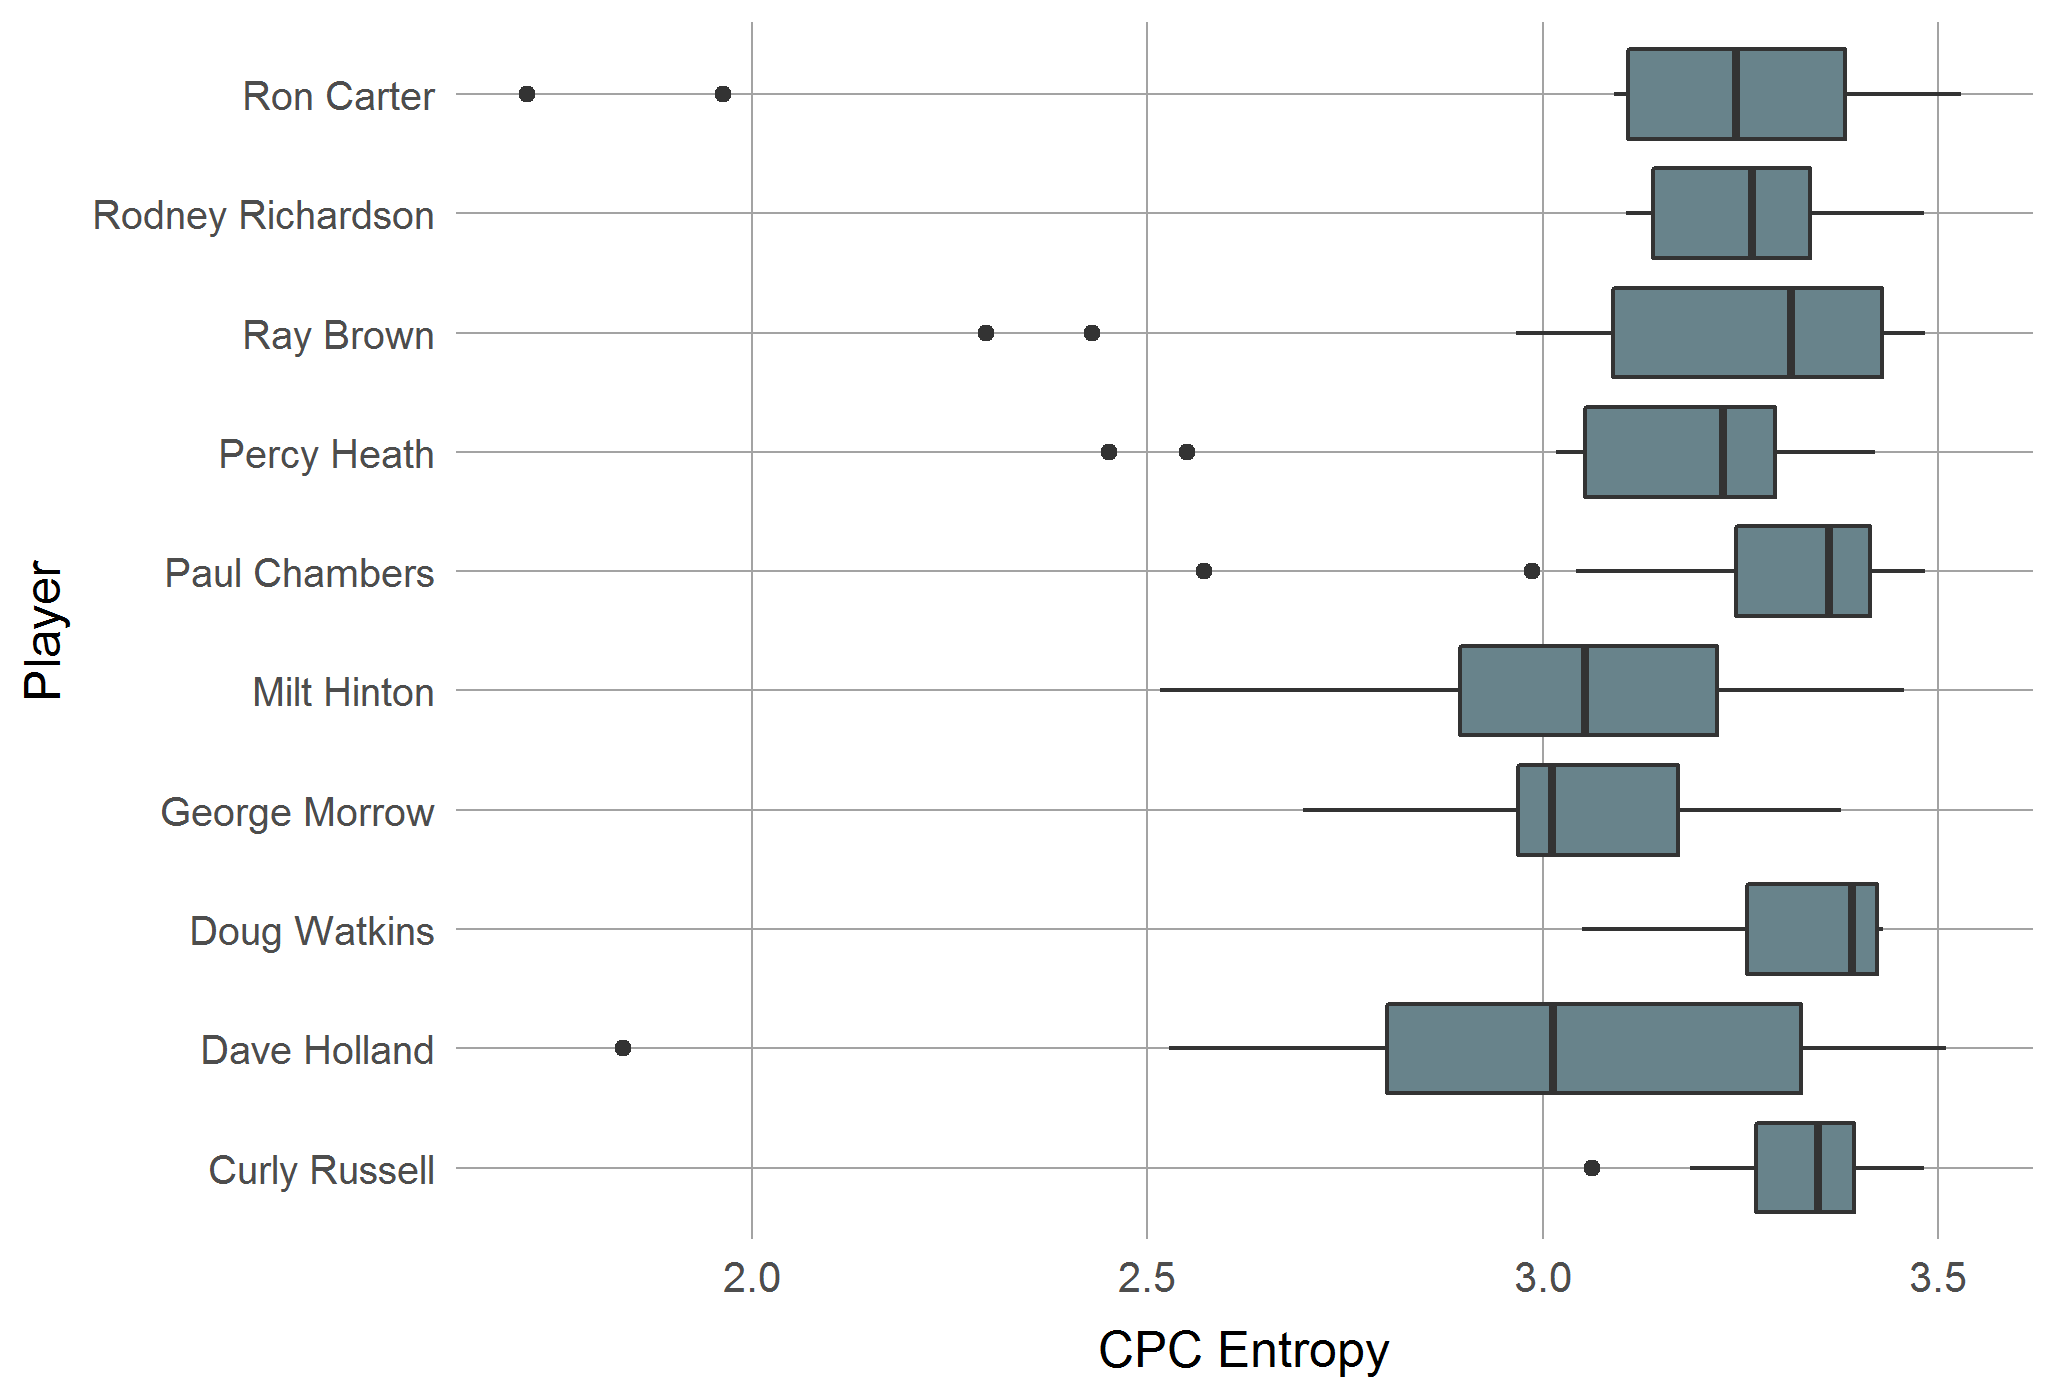 Ron Carter
Rodney Richardson
Ray Brown
Percy Heath
Paul Chambers
Milt Hinton
George Morrow
Doug Watkins
Dave Holland
Curly Russell
Player
2.0 2.5 3.0 3.5
CPC Entropy